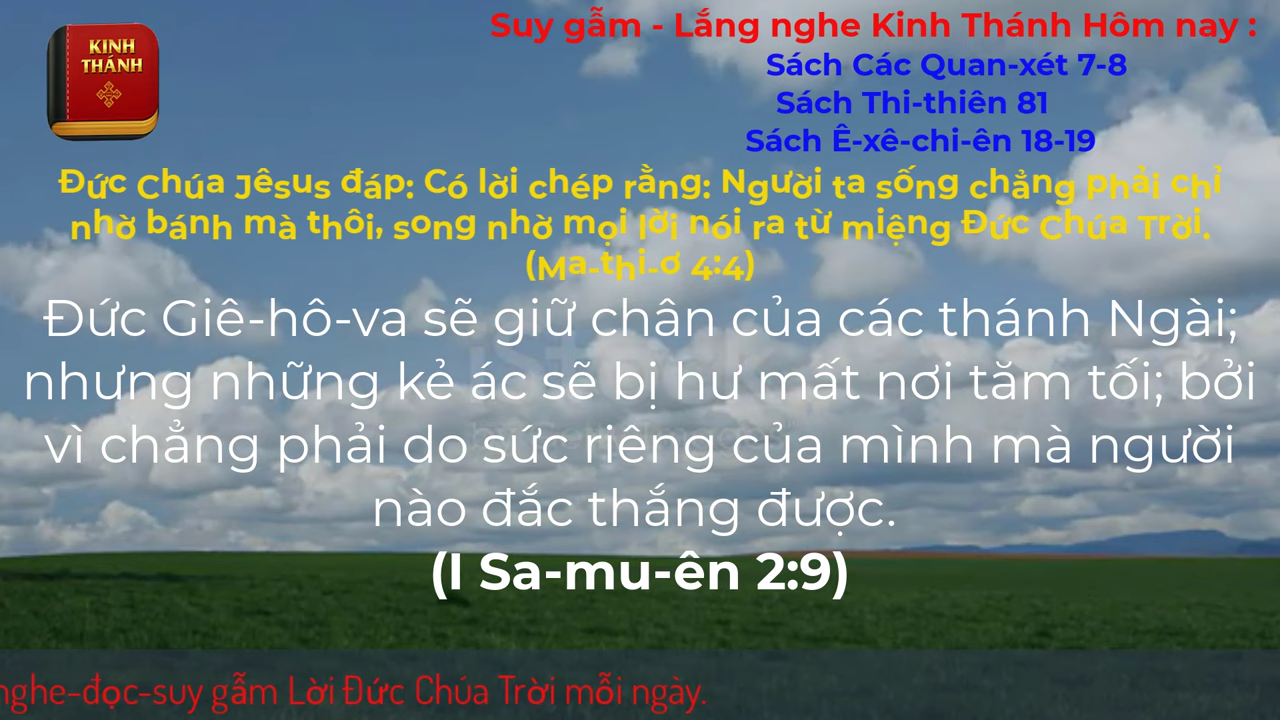 KINH
THÁNH
Suy gẫm - Lắng nghe Kinh Thánh Hôm nay :
Sách Các Quan-xét 7-8
Sách Thi-thiên 81
Sách Ê-xê-chi-ên 18-19
Đức Chúa Jêsus đáp: Có lời chép rằng: Người ta sống chẳng phải chỉ
nhờ bánh mà thôi, song nhờ mọi lời nói ra từ miệng Đức Chúa Trời.
(Ma-thi-ơ 4:4)
Đức Giê-hô-va sẽ giữ chân của các thánh Ngài;
nhưng những kẻ ác sẽ bị hư mất nơi tăm tối; bởi
vì chẳng phải do sức riêng của mình mà người
nào đắc thắng được.
(I Sa-mu-ên 2:9)
nghe-đọc-suy gẫm Lời Đức Chúa Trời mỗi ngày.